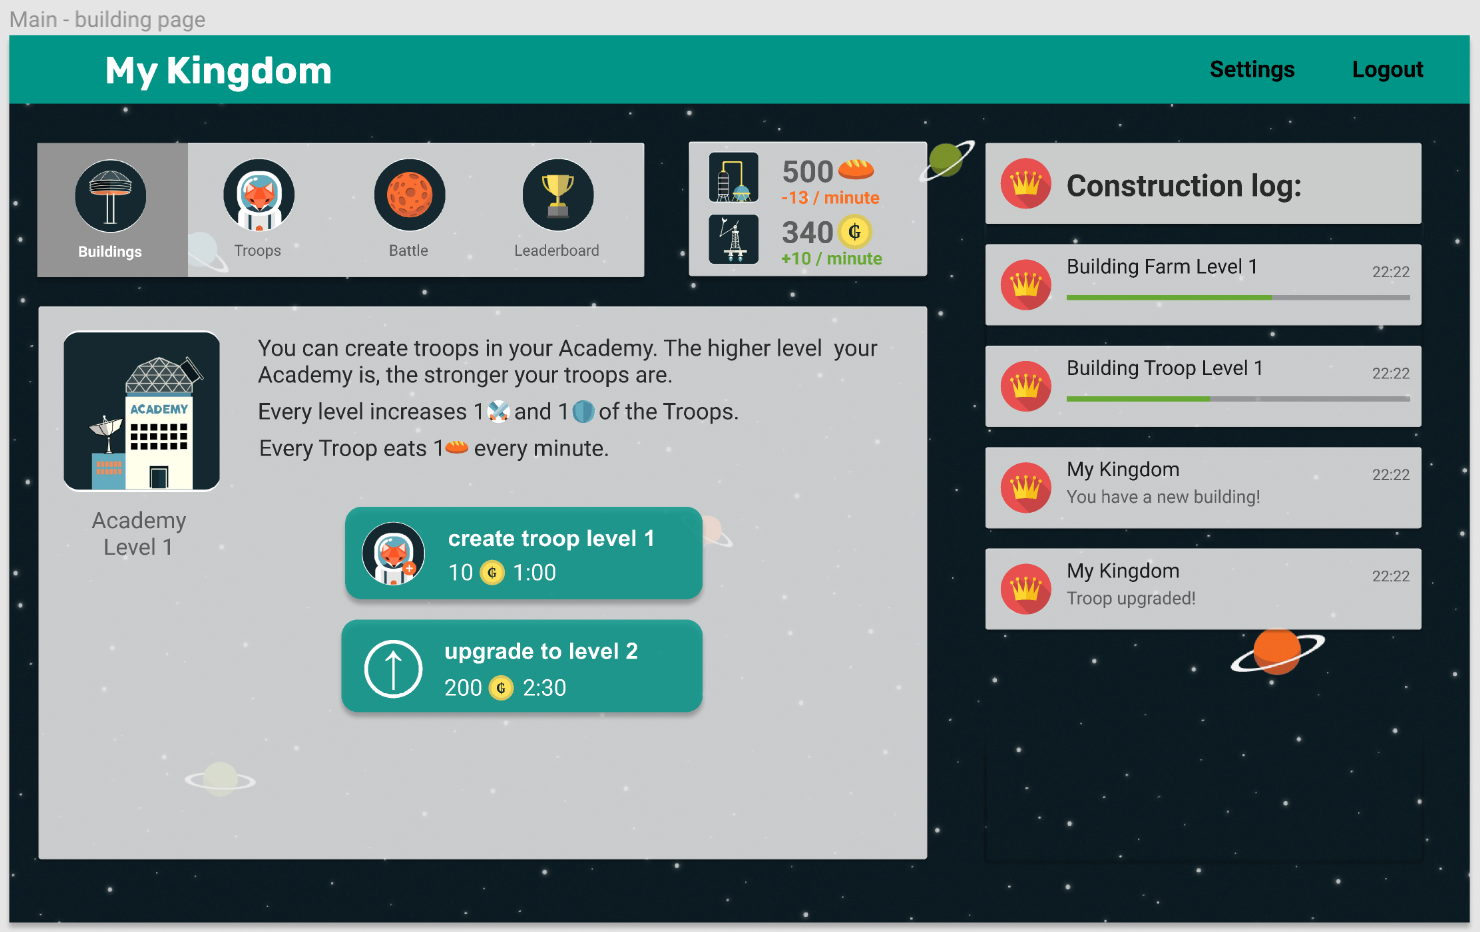 Main - building page
My Kingdom
Settings
Logout
Buildings
Troops
Battle
Leaderboard
500
-13 / minute
340 G
+10 / minute
ACADEMY
Academy
Level 1
You can create troops in your Academy. The higher level your
Academy is, the stronger your troops are.
Every level increases 1 and 1 of the Troops.
Every Troop eats 1 every minute.
create troop level 1
10 G 1:00
upgrade to level 2
200 G 2:30
Construction log:
Building Farm Level 1
22:22
Building Troop Level 1
22:22
My Kingdom
22:22
You have a new building!
My Kingdom
22:22
Troop upgraded!